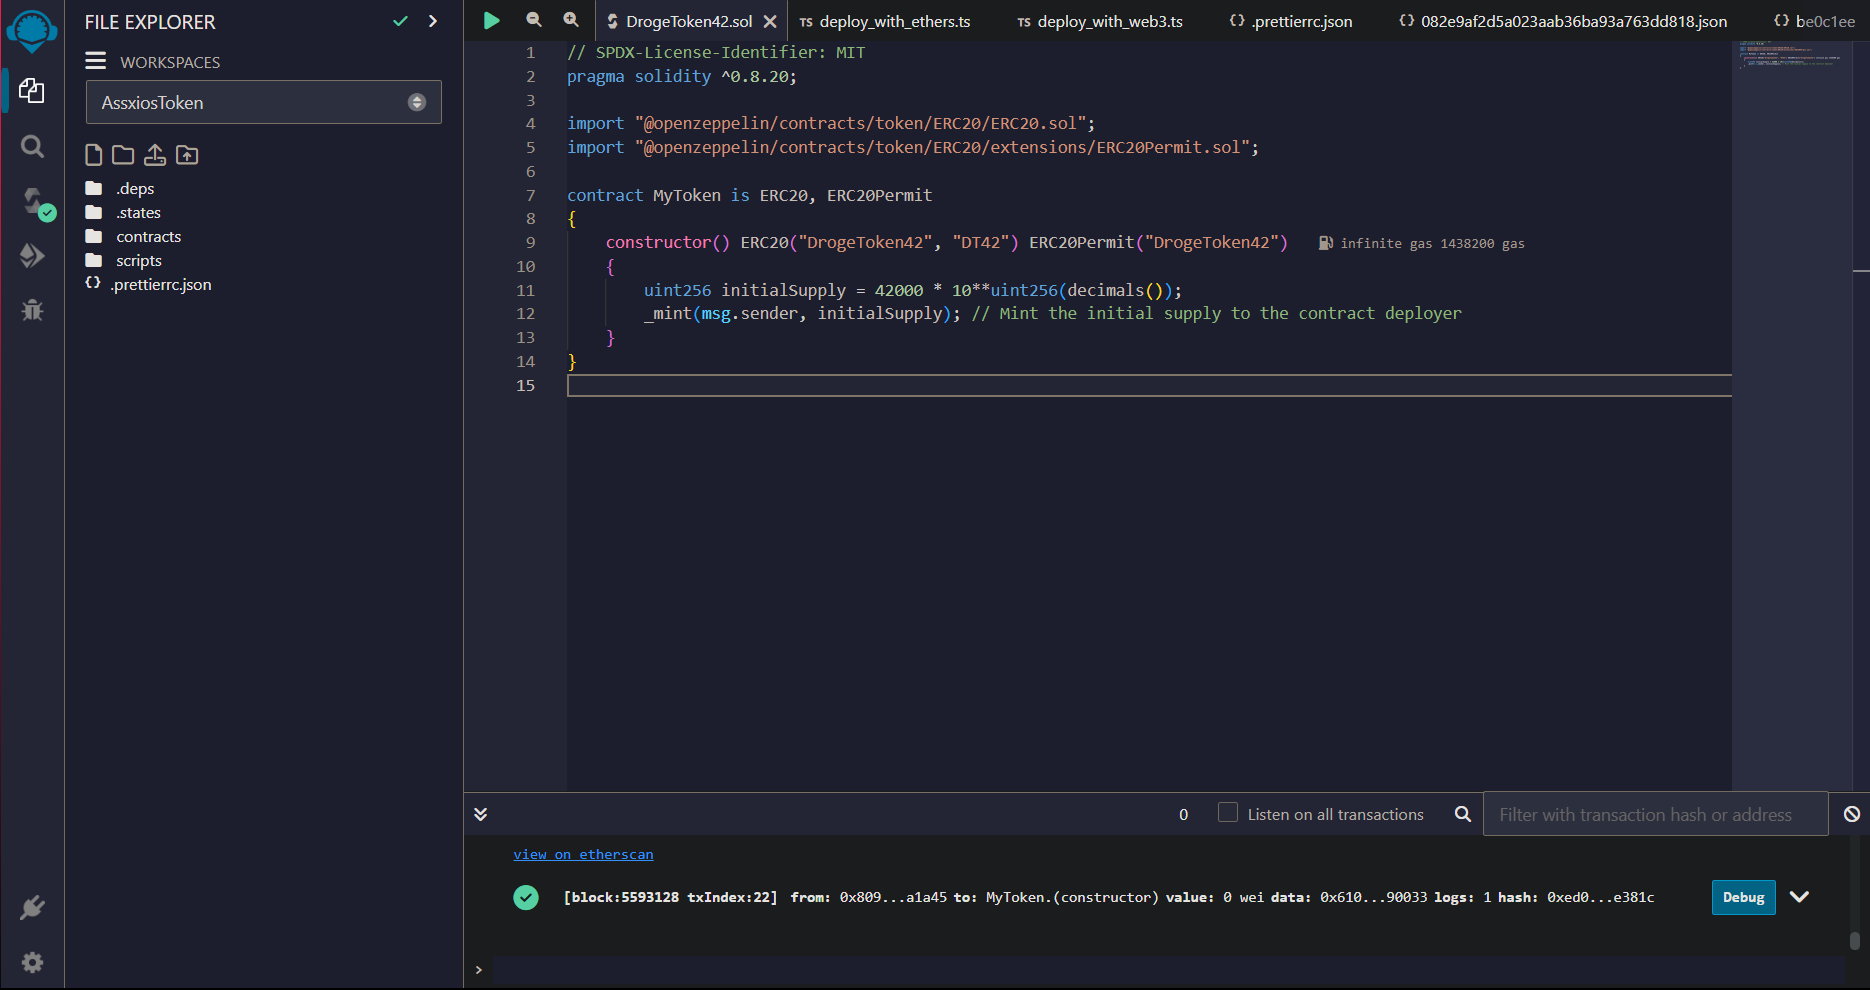 FILE EXPLORER
WORKSPACES
AssxiosToken
.deps
.states
contracts
scripts
.prettierrc.json
DrogeToken42.sol
TS deploy_with_ethers.ts
TS deploy_with_web3.ts
{} .prettierrc.json
{} 082e9af2d5a023aab36ba93a763dd818.json
{} be0c1ee
1 // SPDX-License-Identifier: MIT
2 pragma solidity ^0.8.20;
3
4 import "@openzeppelin/contracts/token/ERC20/ERC20.sol";
5 import "@openzeppelin/contracts/token/ERC20/extensions/ERC20Permit.sol";
6
7 contract MyToken is ERC20, ERC20Permit
8 {
9 constructor() ERC20("DrogeToken42", "DT42") ERC20Permit("DrogeToken42") infinite gas 1438200 gas
10 {
11 uint256 initialSupply = 42000 * 10**uint256(decimals());
12 _mint(msg.sender, initialSupply); // Mint the initial supply to the contract deployer
13 }
14 }
15
0 Listen on all transactions Filter with transaction hash or address
view on etherscan
[block:5593128 txIndex:22] from: 0x809...a1a45 to: MyToken.(constructor) value: 0 wei data: 0x610...90033 logs: 1 hash: 0xed0...e381c Debug
>